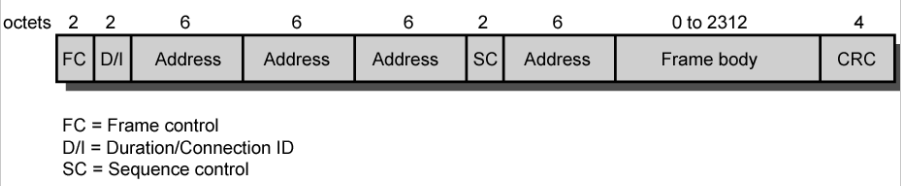 octets 2 2 6 6 6 2 6 0 to 2312 4
FC D/I Address Address Address SC Address Frame body CRC
FC = Frame control
D/I = Duration/Connection ID
SC = Sequence control